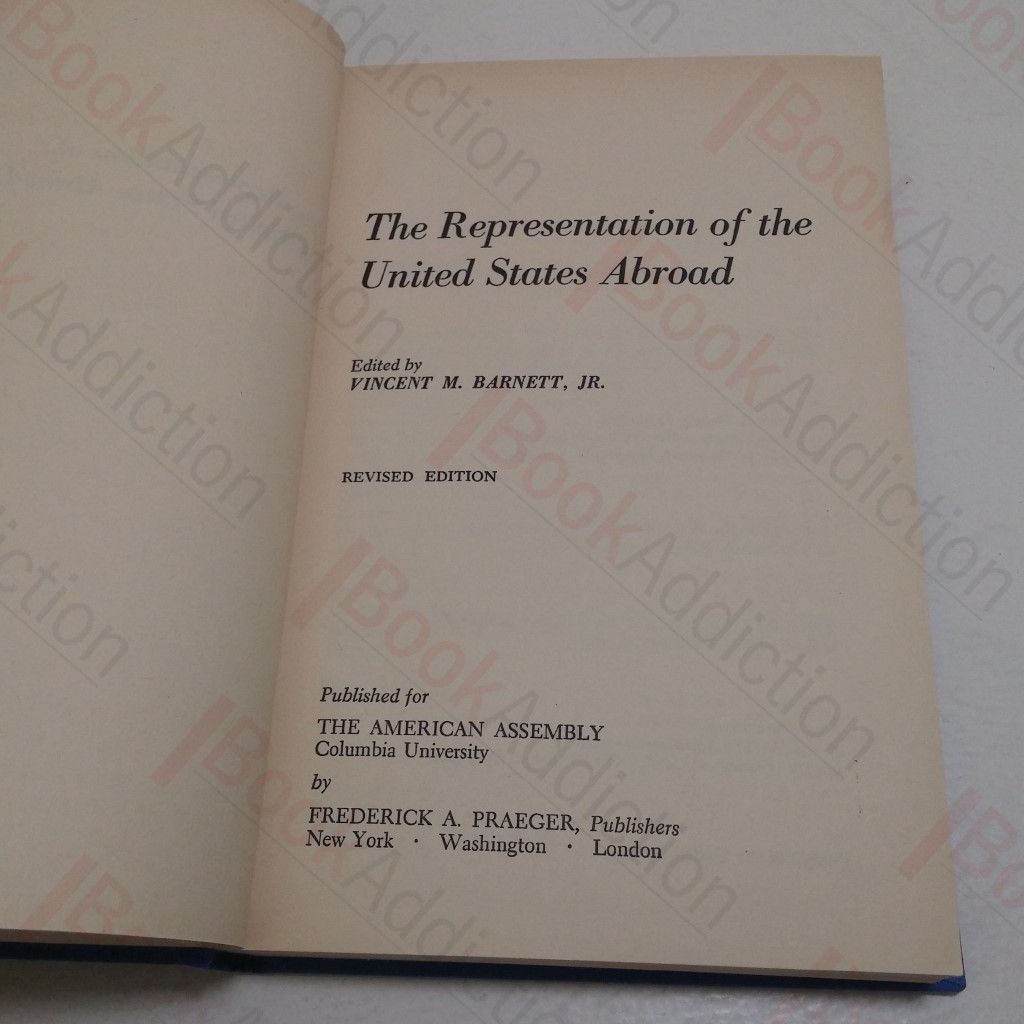 The Representation of the
United States Abroad
Edited by
VINCENT M. BARNETT, JR.
REVISED EDITION
Published for
THE AMERICAN ASSEMBLY
Columbia University
by
FREDERICK A. PRAEGER, Publishers
New York · Washington · London
BookAddiction